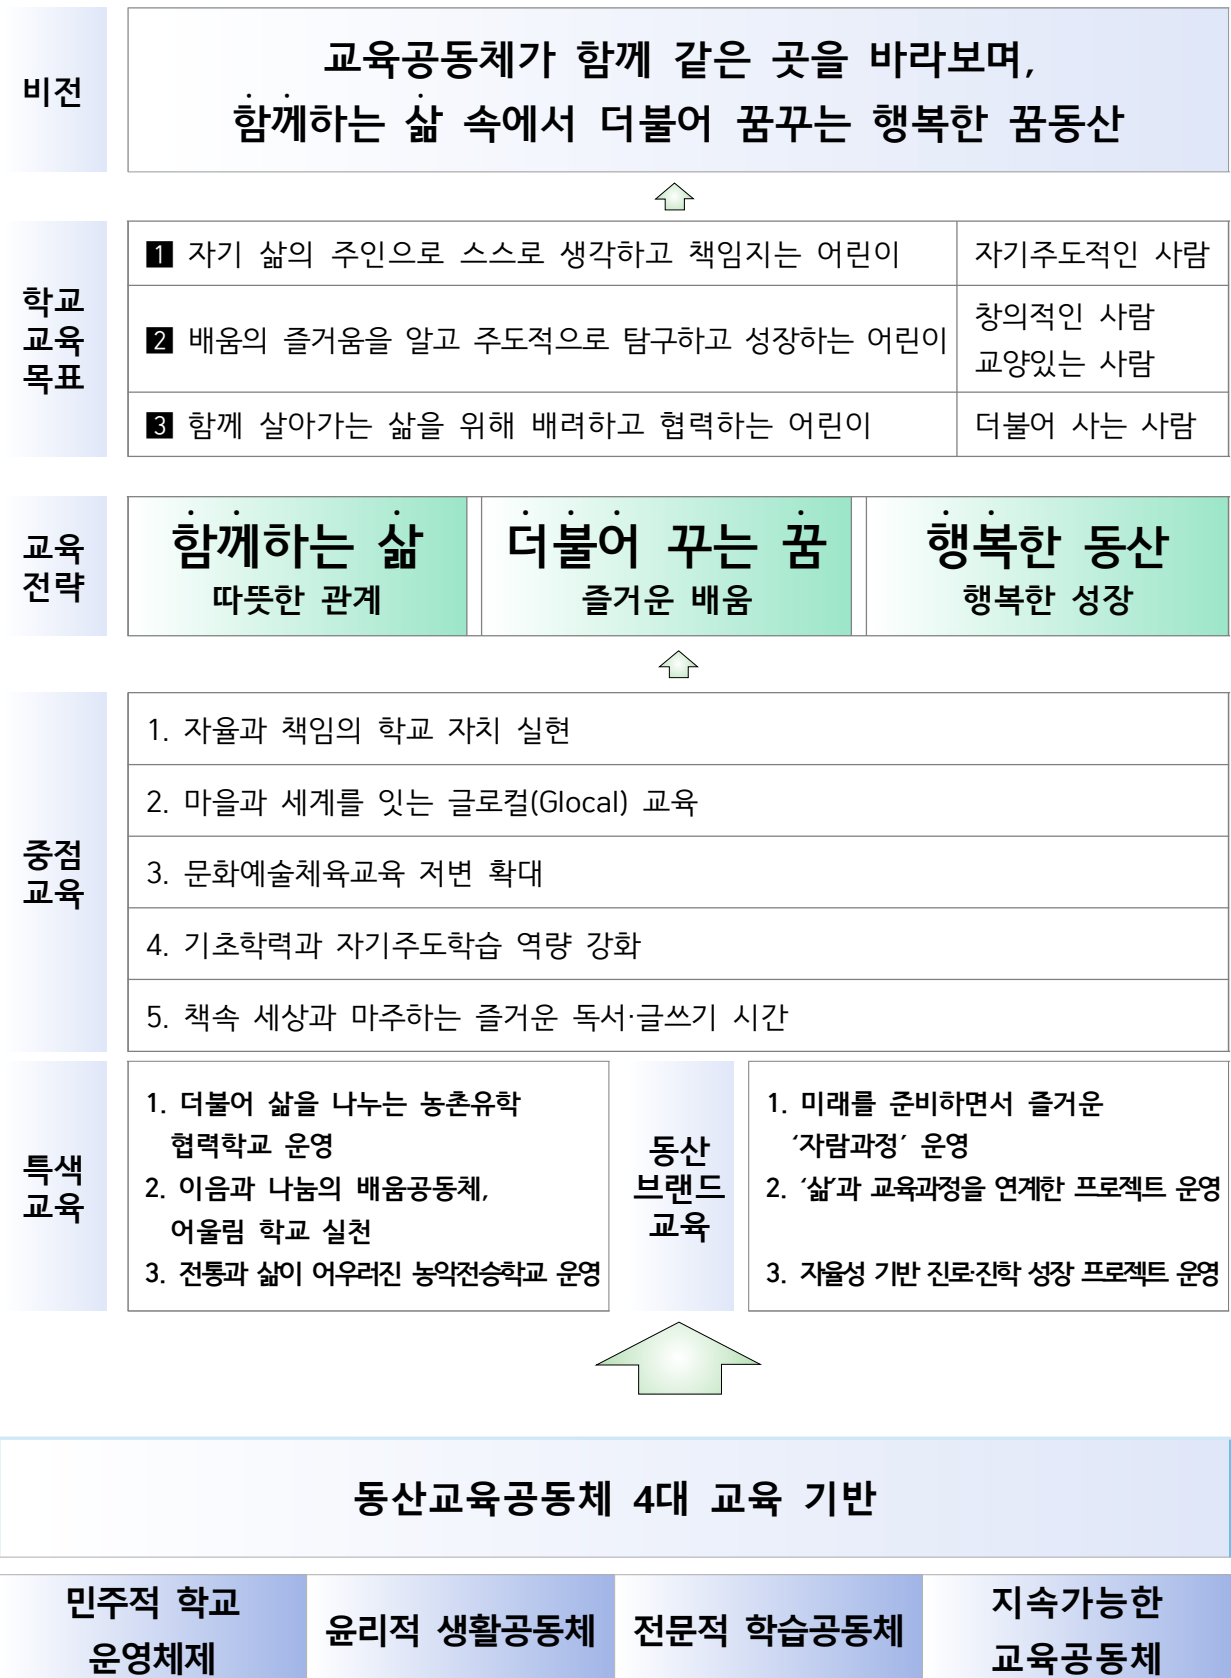 비전
교육공동체가 함께 같은 곳을 바라보며,
함께하는 삶 속에서 더불어 꿈꾸는 행복한 꿈동산
학교
교육
목표
1 자기 삶의 주인으로 스스로 생각하고 책임지는 어린이
자기주도적인 사람
2 배움의 즐거움을 알고 주도적으로 탐구하고 성장하는 어린이
창의적인 사람
교양있는 사람
3 함께 살아가는 삶을 위해 배려하고 협력하는 어린이
더불어 사는 사람
교육
전략
함께하는 삶
따뜻한 관계
더불어 꾸는 꿈
즐거운 배움
행복한 동산
행복한 성장
중점
교육
1. 자율과 책임의 학교 자치 실현
2. 마을과 세계를 잇는 글로컬(Glocal) 교육
3. 문화예술체육교육 저변 확대
4. 기초학력과 자기주도학습 역량 강화
5. 책속 세상과 마주하는 즐거운 독서·글쓰기 시간
특색
교육
1. 더불어 삶을 나누는 농촌유학
협력학교 운영
2. 이음과 나눔의 배움공동체,
어울림 학교 실천
3. 전통과 삶이 어우러진 농악전승학교 운영
동산
브랜드
교육
1. 미래를 준비하면서 즐거운
‘자람과정’ 운영
2. ‘삶’과 교육과정을 연계한 프로젝트 운영
3. 자율성 기반 진로·진학 성장 프로젝트 운영
동산교육공동체 4대 교육 기반
민주적 학교
운영체제
윤리적 생활공동체
전문적 학습공동체
지속가능한
교육공동체